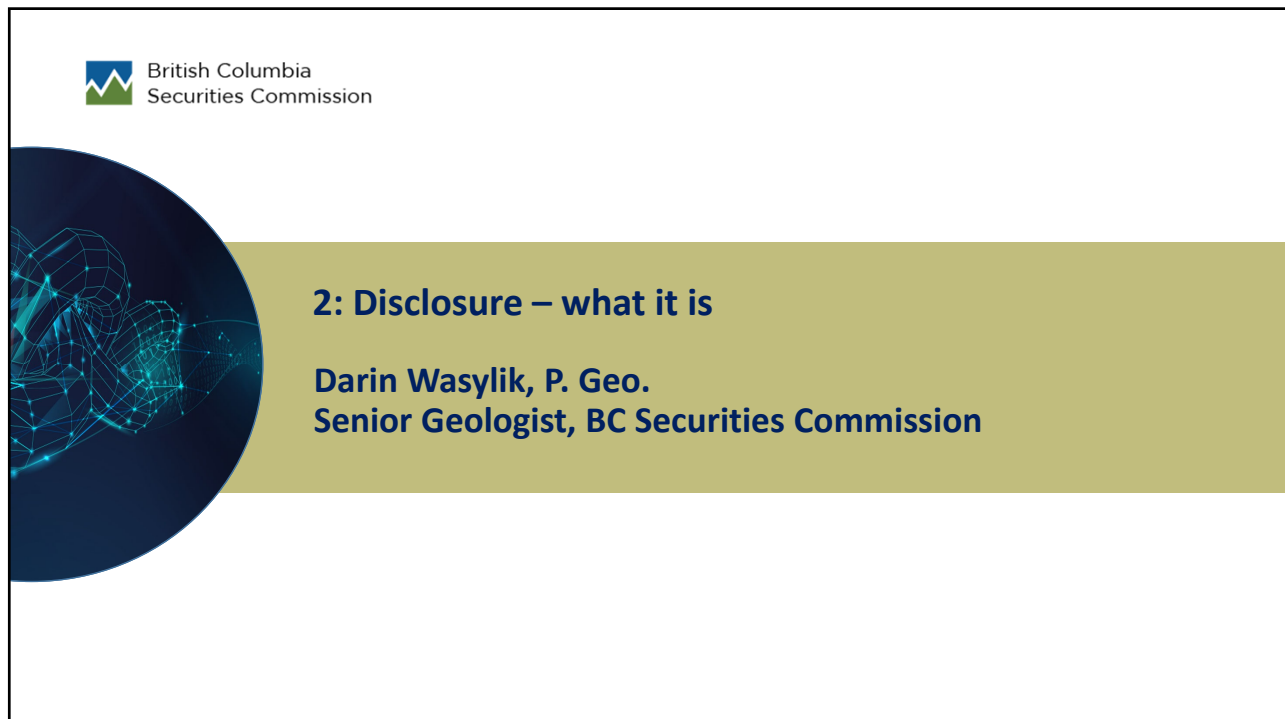 British Columbia
Securities Commission
2: Disclosure – what it is
Darin Wasylik, P. Geo.
Senior Geologist, BC Securities Commission